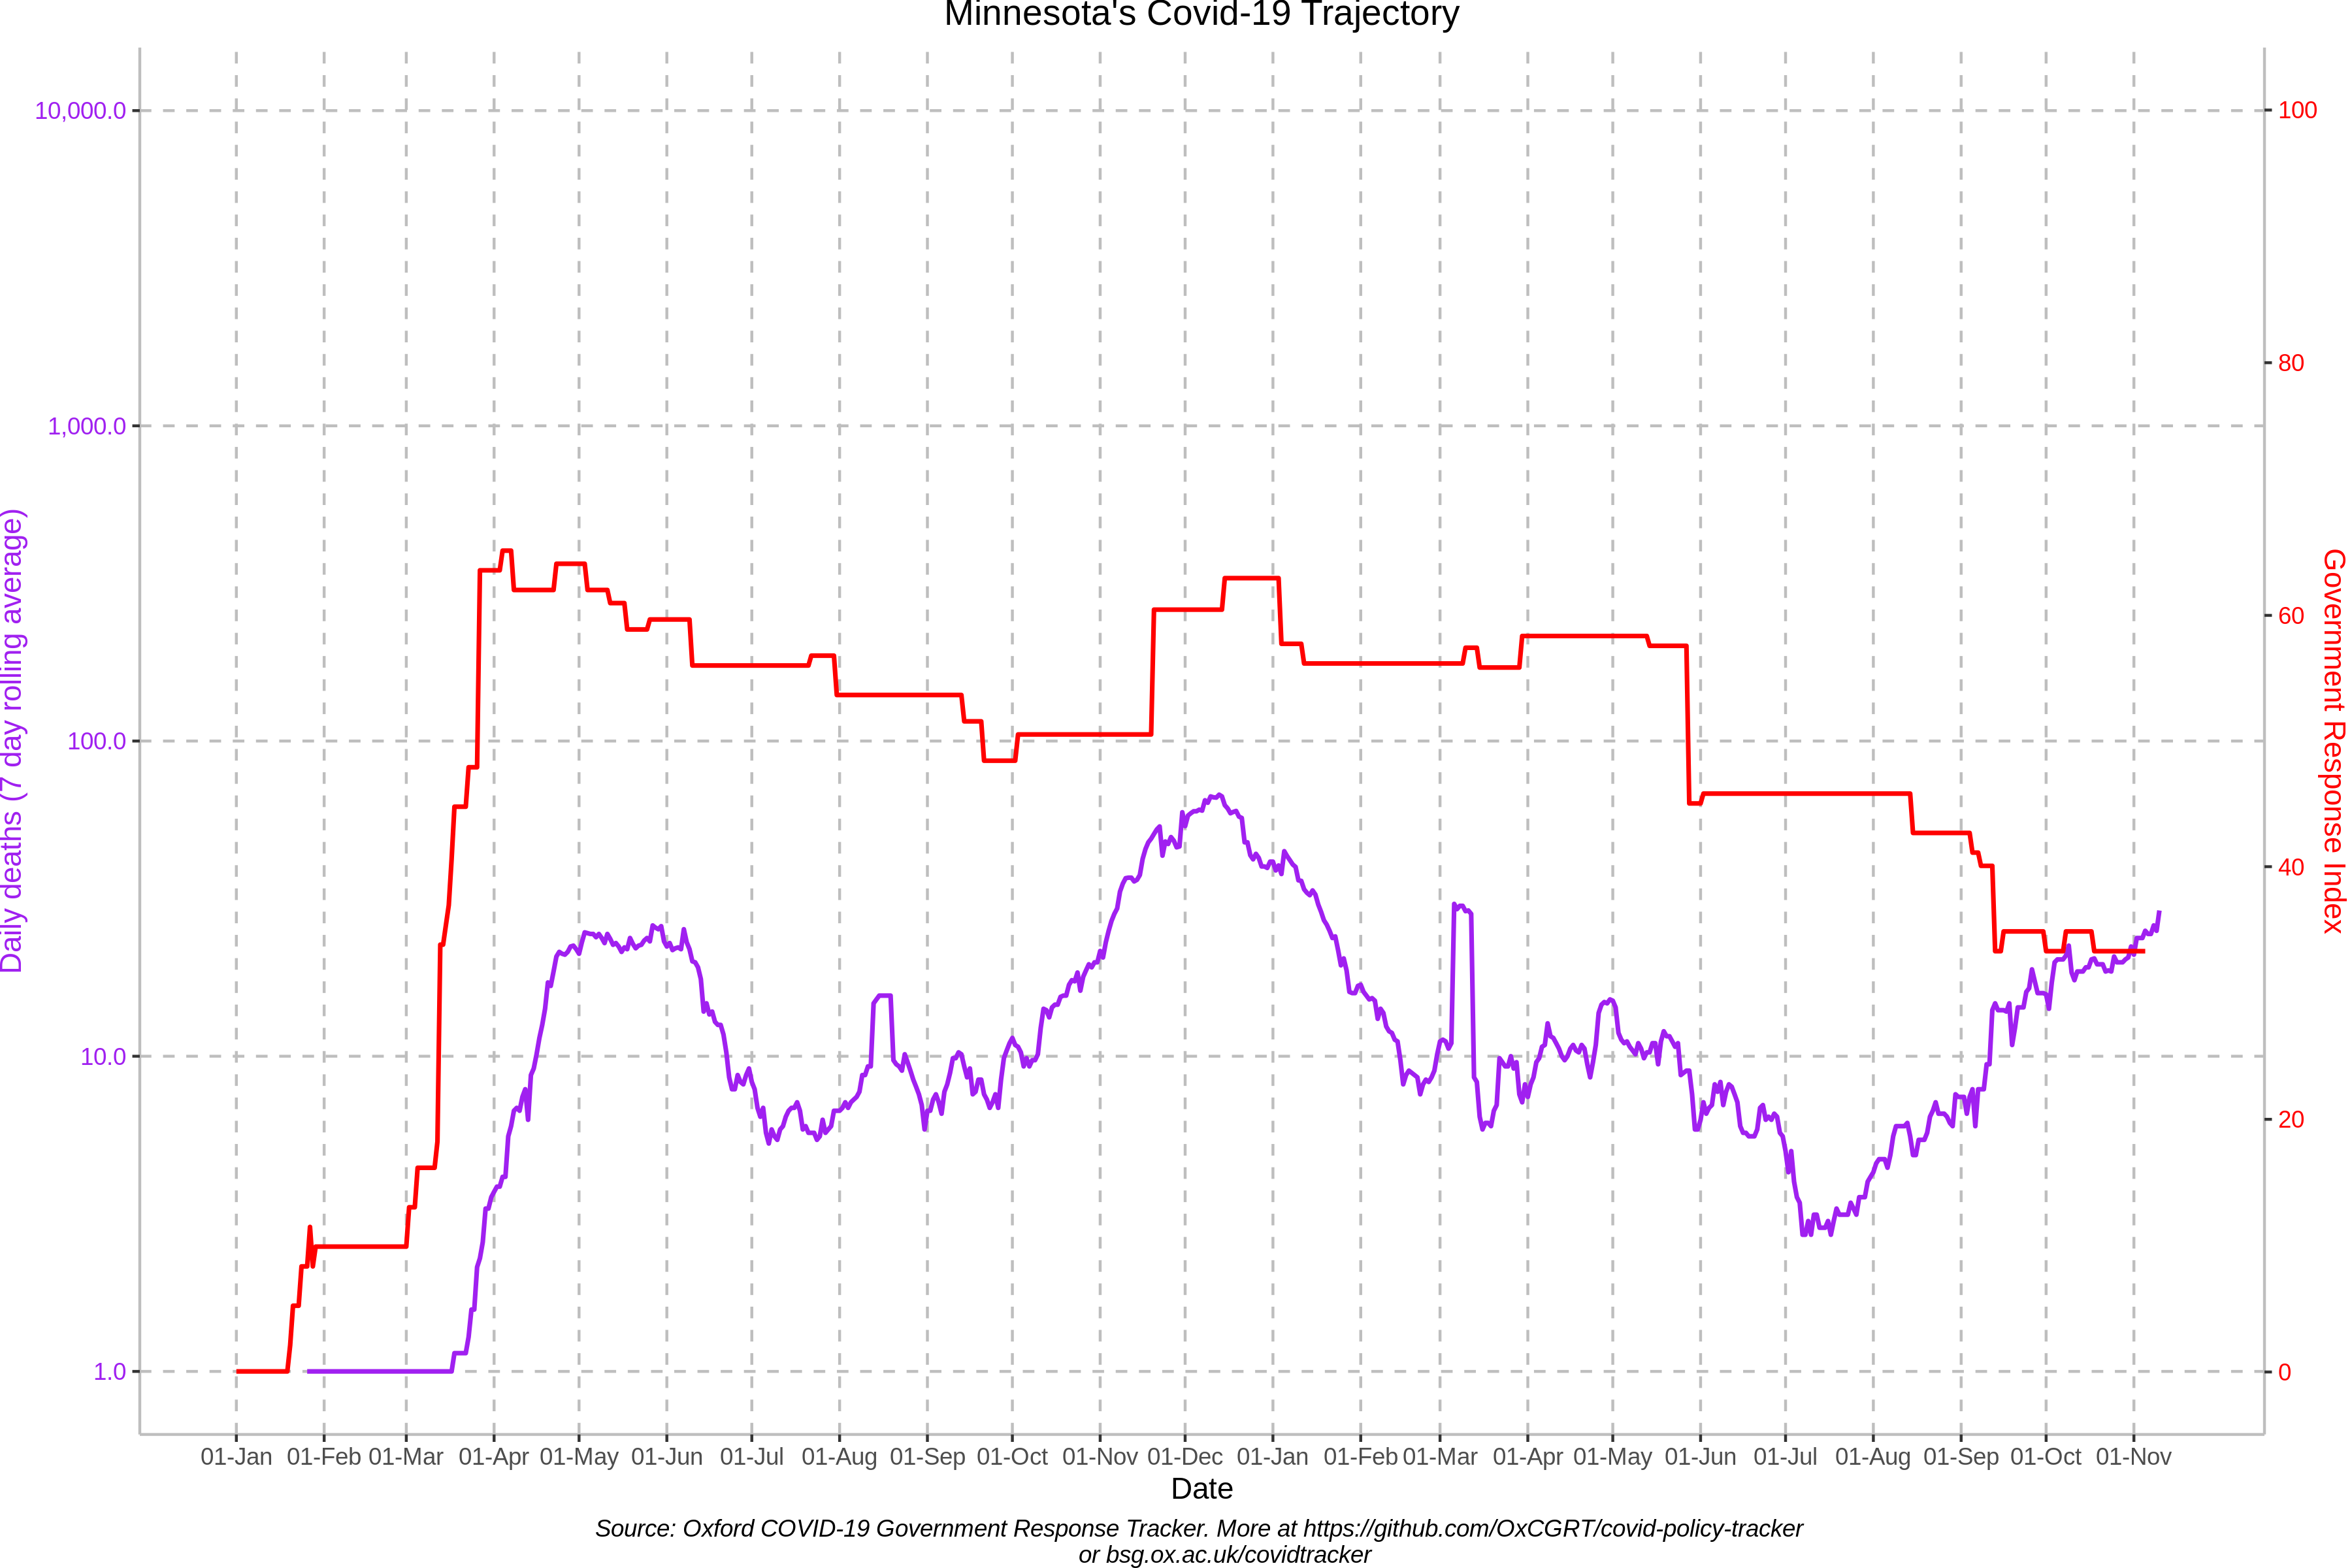 Minnesota's Covid-19 Trajectory
10,000.0
1,000.0
100.0
10.0
1.0
Daily deaths (7 day rolling average)
100
80
60
40
20
0
Government Response Index
01-Jan 01-Feb 01-Mar 01-Apr 01-May 01-Jun 01-Jul 01-Aug 01-Sep 01-Oct 01-Nov 01-Dec 01-Jan 01-Feb 01-Mar 01-Apr 01-May 01-Jun 01-Jul 01-Aug 01-Sep 01-Oct 01-Nov
Date
Source: Oxford COVID-19 Government Response Tracker. More at https://github.com/OxCGRT/covid-policy-tracker
or bsg.ox.ac.uk/covidtracker